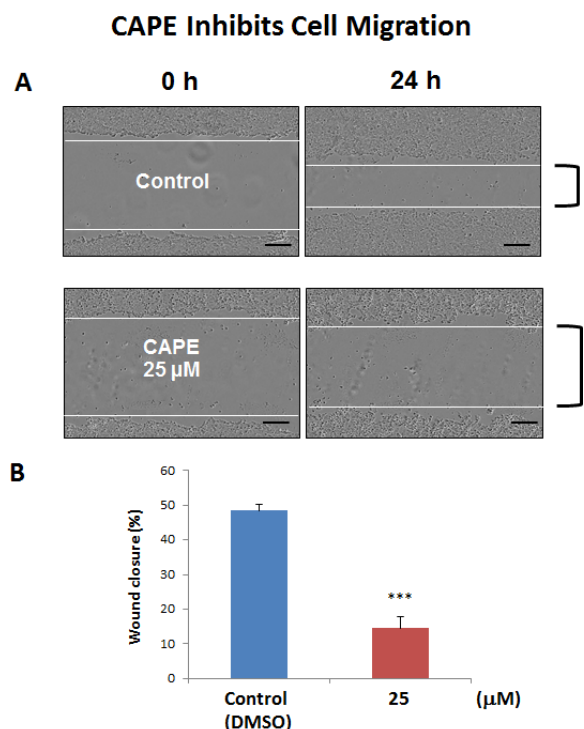 CAPE Inhibits Cell Migration
A
0 h
24 h
Control
CAPE
25 µM
B
Wound closure (%)
60
50
40
30
20
10
0
***
Control
(DMSO)
25
(µM)